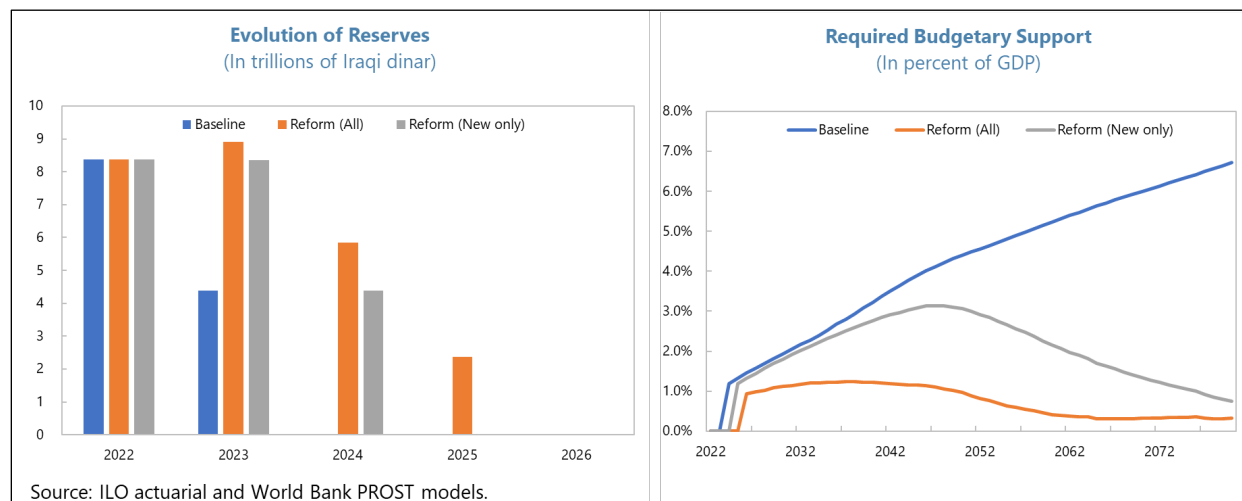 Evolution of Reserves
(In trillions of Iraqi dinar)
10
9
8
7
6
5
4
3
2
1
0
Baseline
Reform (All)
Reform (New only)
2022
2023
2024
2025
2026
Required Budgetary Support
(In percent of GDP)
8.0%
7.0%
6.0%
5.0%
4.0%
3.0%
2.0%
1.0%
0.0%
Baseline
Reform (All)
Reform (New only)
2022
2032
2042
2052
2062
2072
Source: ILO actuarial and World Bank PROST models.